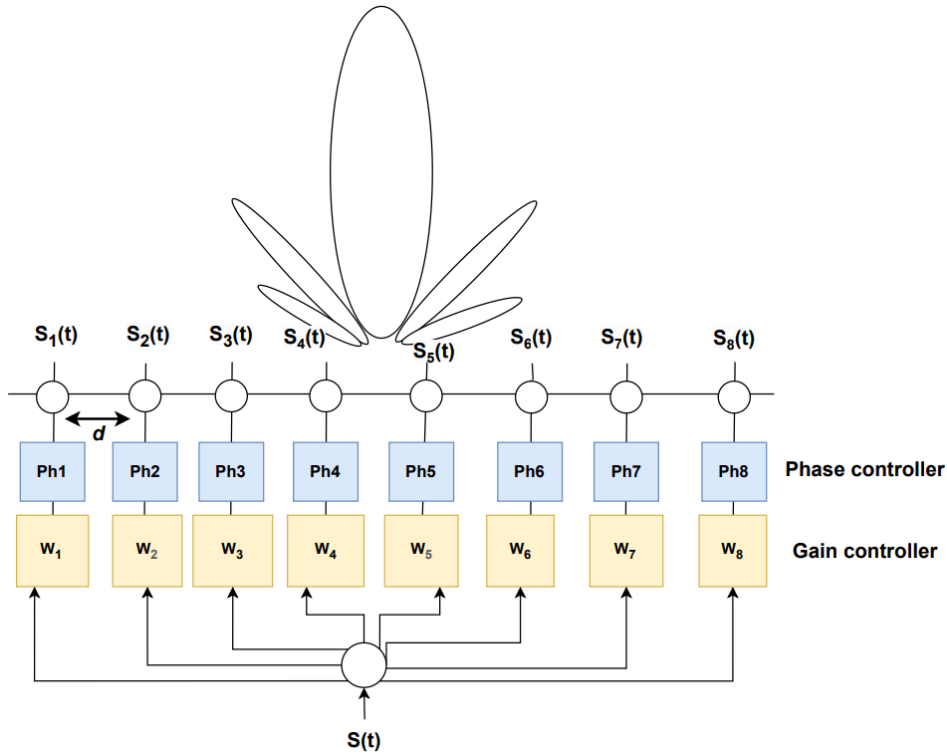 S1(t) S2(t) S3(t) S4(t) S5(t) S6(t) S7(t) S8(t)
d
Ph1 Ph2 Ph3 Ph4 Ph5 Ph6 Ph7 Ph8 Phase controller
W1 W2 W3 W4 W5 W6 W7 W8 Gain controller
S(t)